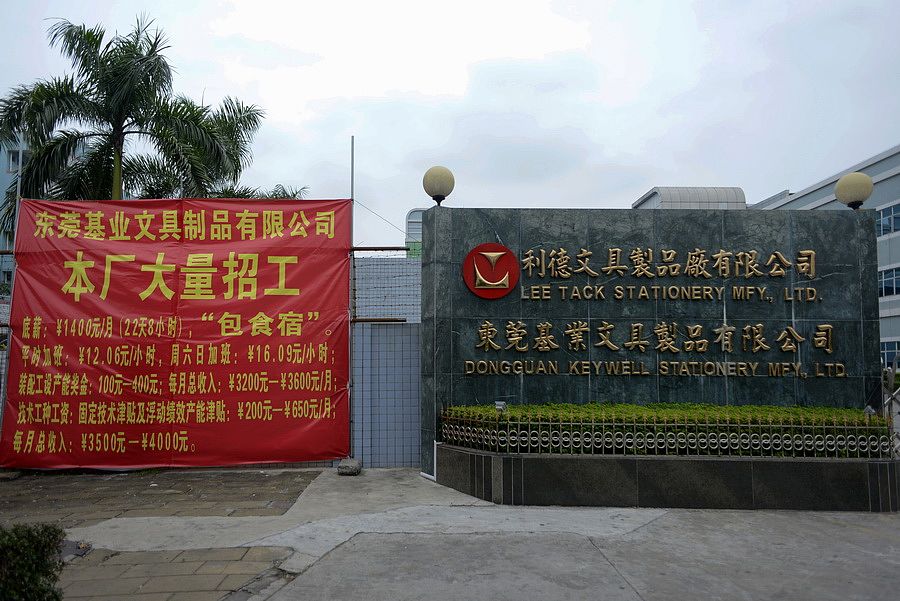 东莞基业文具制品有限公司
本厂大量招工
底薪：¥1400元/月（22天8小时），“包食宿”。
平时加班：¥12.06元/小时，周六日加班：¥16.09元/小时；
装配工设产能奖金：100元—400元；每月总收入：¥3200元—¥3600元/月；
技术工种工资：固定技术津贴及浮动绩效产能津贴：¥200元—¥650元/月；
每月总收入：¥3500元—¥4000元。
利德文具製品廠有限公司
LEE TACK STATIONERY MFY., LTD.
東莞基業文具製品有限公司
DONGGUAN KEYWELL STATIONERY MFY., LTD.